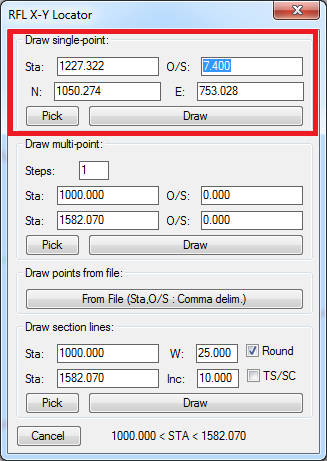 RFL X-Y Locator
Draw single-point:
Sta: 1227.322 O/S: 7.400
N: 1050.274 E: 753.028
Pick Draw
Draw multi-point:
Steps: 1
Sta: 1000.000 O/S: 0.000
Sta: 1582.070 O/S: 0.000
Pick Draw
Draw points from file:
From File (Sta,O/S : Comma delim.)
Draw section lines:
Sta: 1000.000 W: 25.000 Round
Sta: 1582.070 Inc: 10.000 TS/SC
Pick Draw
Cancel 1000.000 < STA < 1582.070